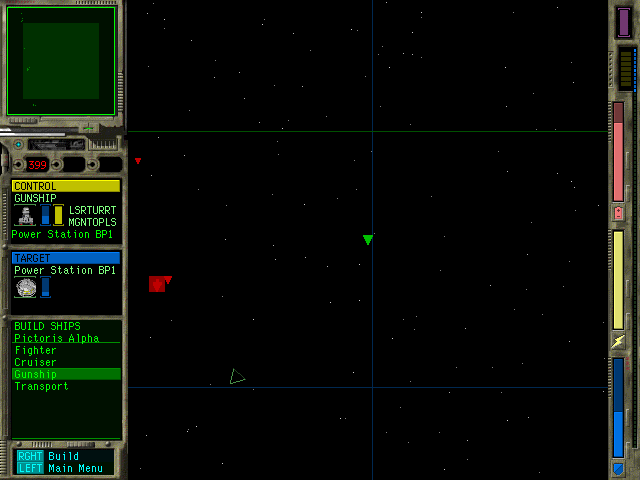 399
CONTROL
GUNSHIP
LSRTURRT
MGNTOPLS
Power Station BP1
TARGET
Power Station BP1
BUILD SHIPS
Pictoris Alpha
Fighter
Cruiser
Gunship
Transport
RGHT Build
LEFT Main Menu